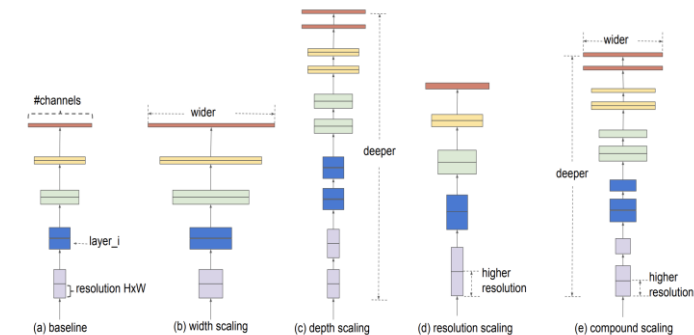 #channels
layer_i
resolution HxW
(a) baseline
wider
(b) width scaling
deeper
(c) depth scaling
higher
resolution
(d) resolution scaling
wider
deeper
higher
resolution
(e) compound scaling